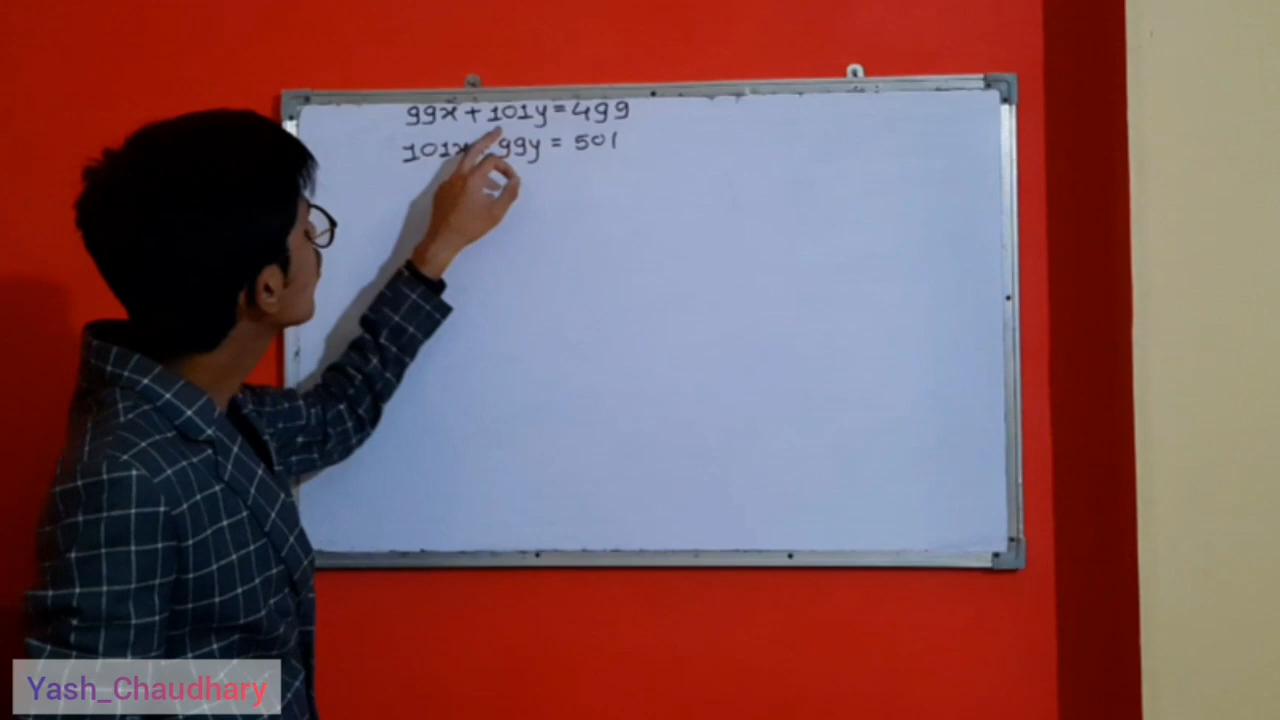 99x + 101y = 499
101x 99y = 501
Yash_Chaudhary